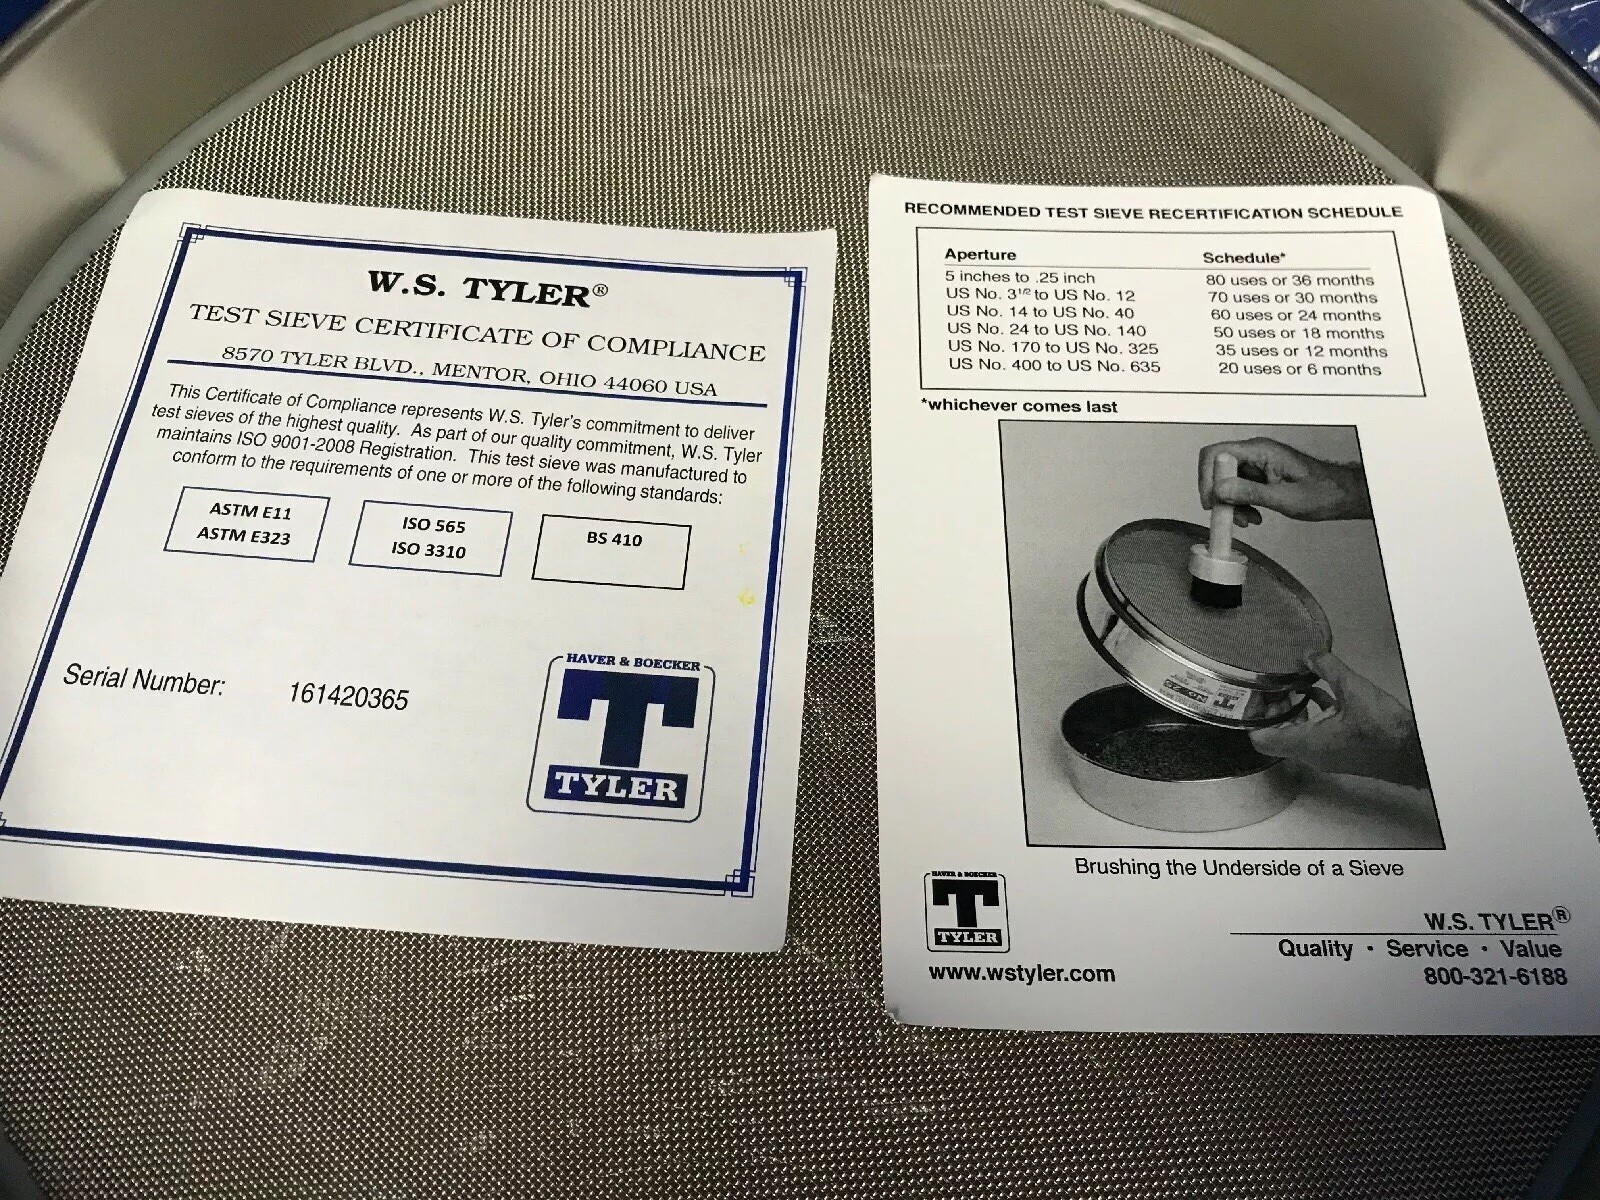 W.S. TYLER®
TEST SIEVE CERTIFICATE OF COMPLIANCE
8570 TYLER BLVD., MENTOR, OHIO 44060 USA
This Certificate of Compliance represents W.S. Tyler's commitment to deliver
test sieves of the highest quality. As part of our quality commitment, W.S. Tyler
maintains ISO 9001-2008 Registration. This test sieve was manufactured to
conform to the requirements of one or more of the following standards:
ASTM E11
ASTM E323
ISO 565
ISO 3310
BS 410
Serial Number: 161420365
HAVER & BOECKER
TYLER
RECOMMENDED TEST SIEVE RECERTIFICATION SCHEDULE
Aperture Schedule*
5 inches to .25 inch 80 uses or 36 months
US No. 3 1/2 to US No. 12 70 uses or 30 months
US No. 14 to US No. 40 60 uses or 24 months
US No. 24 to US No. 140 50 uses or 18 months
US No. 170 to US No. 325 35 uses or 12 months
US No. 400 to US No. 635 20 uses or 6 months
*whichever comes last
Brushing the Underside of a Sieve
HAVER & BOECKER
TYLER
www.wstyler.com
W.S. TYLER®
Quality · Service · Value
800-321-6188